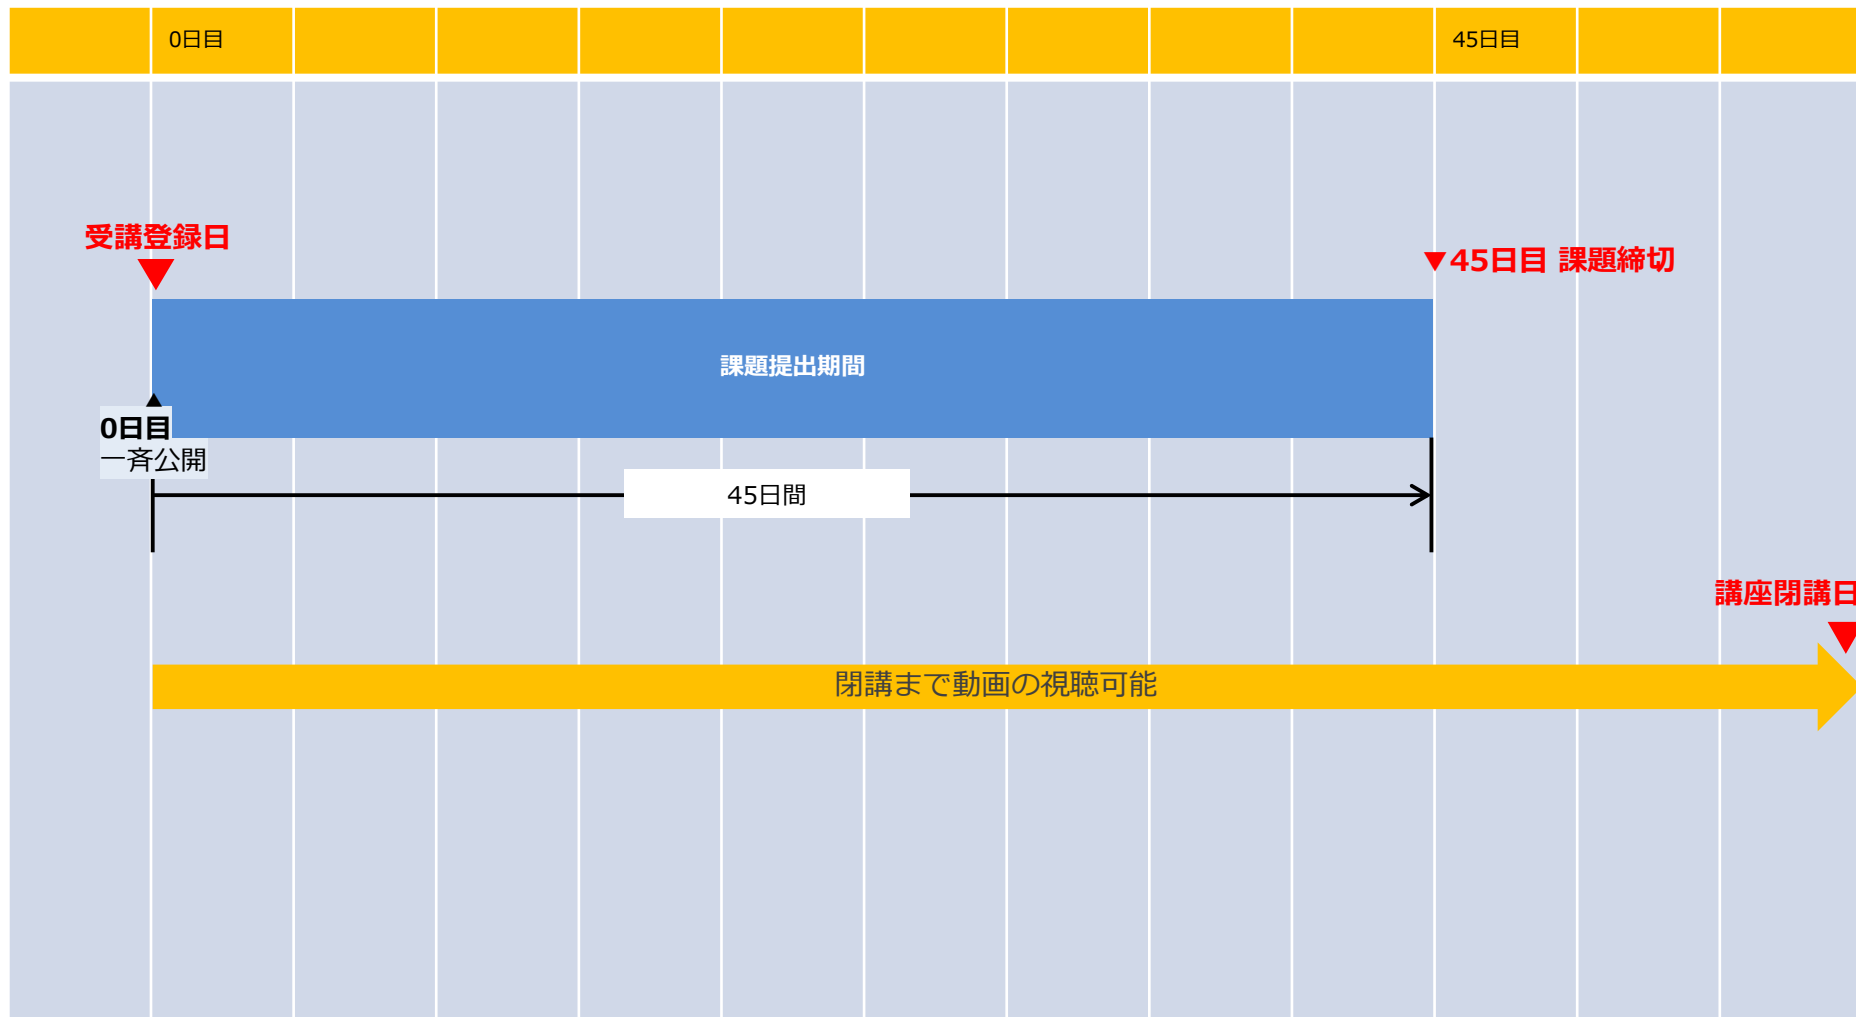 0日目
45日目
受講登録日
45日目 課題締切
課題提出期間
0日目
一斉公開
45日間
講座閉講日
閉講まで動画の視聴可能